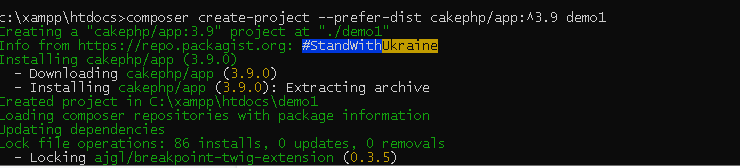 c:\xampp\htdocs>composer create-project --prefer-dist cakephp/app:^3.9 demo1
Creating a "cakephp/app:3.9" project at "./demo1"
Info from https://repo.packagist.org: #StandWithUkraine
Installing cakephp/app (3.9.0)
  - Downloading cakephp/app (3.9.0)
  - Installing cakephp/app (3.9.0): Extracting archive
Created project in C:\xampp\htdocs\demo1
Loading composer repositories with package information
Updating dependencies
Lock file operations: 86 installs, 0 updates, 0 removals
  - Locking ajgl/breakpoint-twig-extension (0.3.5)